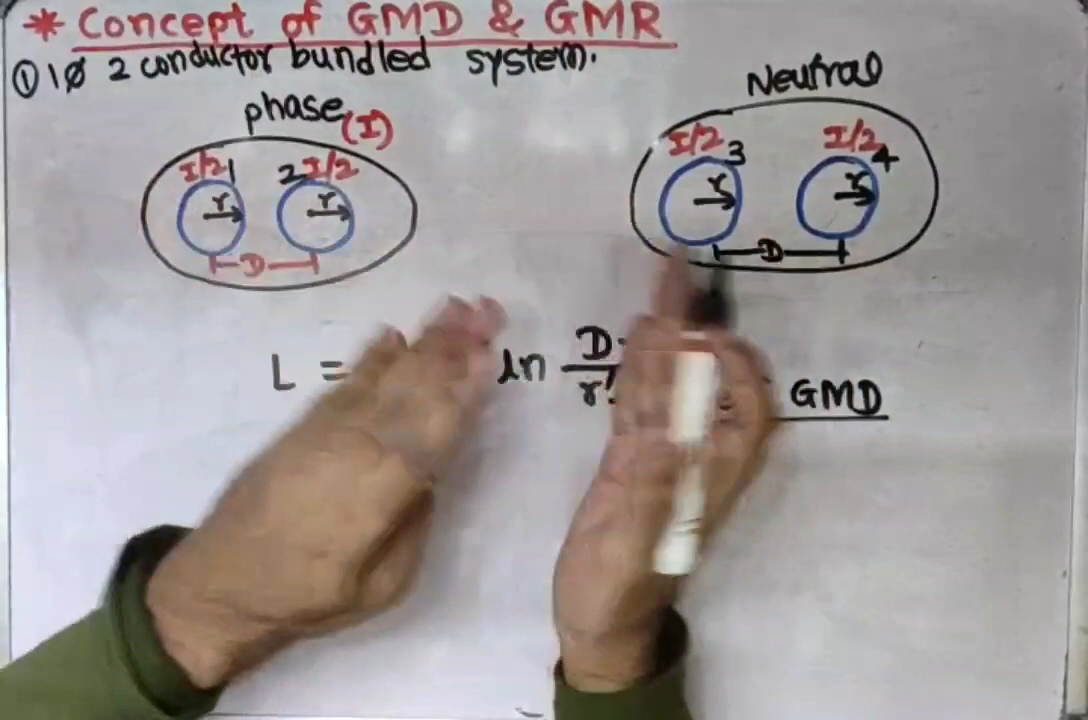 * Concept of GMD & GMR
① 1ø 2 conductor bundled system.
phase (I)
Neutral
I/2 1 2 I/2
I/2 3 I/2 4
r r
r r
D
D
L = ln D
r'
GMD